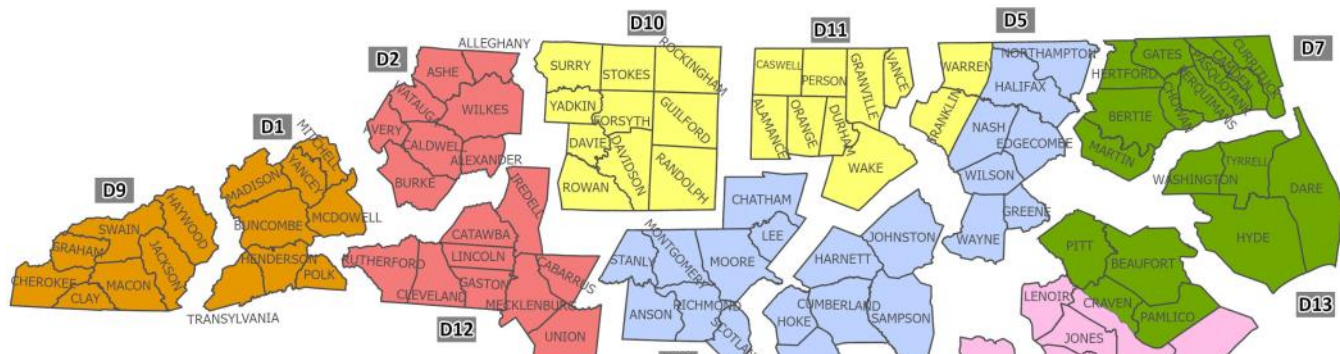 D10
D11
D5
D7
D2
ALLEGHANY
ASHE
WATAUGA
WILKES
AVERY
CALDWEL
ALEXANDER
BURKE
SURRY
STOKES
ROCKINGHAM
YADKIN
FORSYTH
GUILFORD
DAVIE
DAVIDSON
ROWAN
RANDOLPH
CASWELL
PERSON
GRANVILLE
VANCE
ALAMANCE
ORANGE
DURHAM
WAKE
WARREN
FRANKLIN
NORTHAMPTON
HALIFAX
NASH
EDGECOMBE
WILSON
GREENE
WAYNE
GATES
HERTFORD
CURRITUCK
CAMDEN
PASQUOTANK
PERQUIMANS
CHOWAN
BERTIE
MARTIN
TYRRELL
WASHINGTON
DARE
HYDE
D1
MITCHELL
MADISON
YANCEY
BUNCOMBE
MCDOWELL
HENDERSON
POLK
TRANSYLVANIA
D9
HAYWOOD
SWAIN
GRAHAM
JACKSON
CHEROKEE
MACON
CLAY
IREDELL
CATAWBA
RUTHERFORD
LINCOLN
CABARRUS
GASTON
CLEVELAND
MECKLENBURG
UNION
D12
CHATHAM
LEE
MONTGOMERY
STANLY
MOORE
ANSON
RICHMOND
SCOTLAN
JOHNSTON
HARNETT
CUMBERLAND
HOKE
SAMPSON
PITT
BEAUFORT
LENOIR
CRAVEN
PAMLICO
JONES
D13